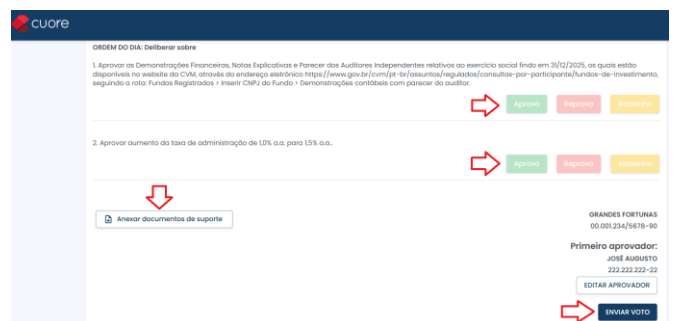 cuore
ORDEM DO DIA: Deliberar sobre
1. Aprovar as Demonstrações Financeiras, Notas Explicativas e Parecer dos Auditores Independentes relativos ao exercício social findo em 31/12/2025, os quais estão
disponíveis no website da CVM, através do endereço eletrônico https://www.gov.br/cvm/pt-br/assuntos/regulados/consultas-por-participante/fundos-de-investimento,
seguindo a rota: Fundos Registrados > Inserir CNPJ do Fundo > Demonstrações contábeis com parecer do auditor.
Aprovo Reprovo Abstenho
2. Aprovar aumento da taxa de administração de 1,0% a.a. para 1,5% a.a..
Aprovo Reprovo Abstenho
Anexar documentos de suporte
GRANDES FORTUNAS
00.001.234/5678-90
Primeiro aprovador:
JOSÉ AUGUSTO
222.222.222-22
EDITAR APROVADOR
ENVIAR VOTO